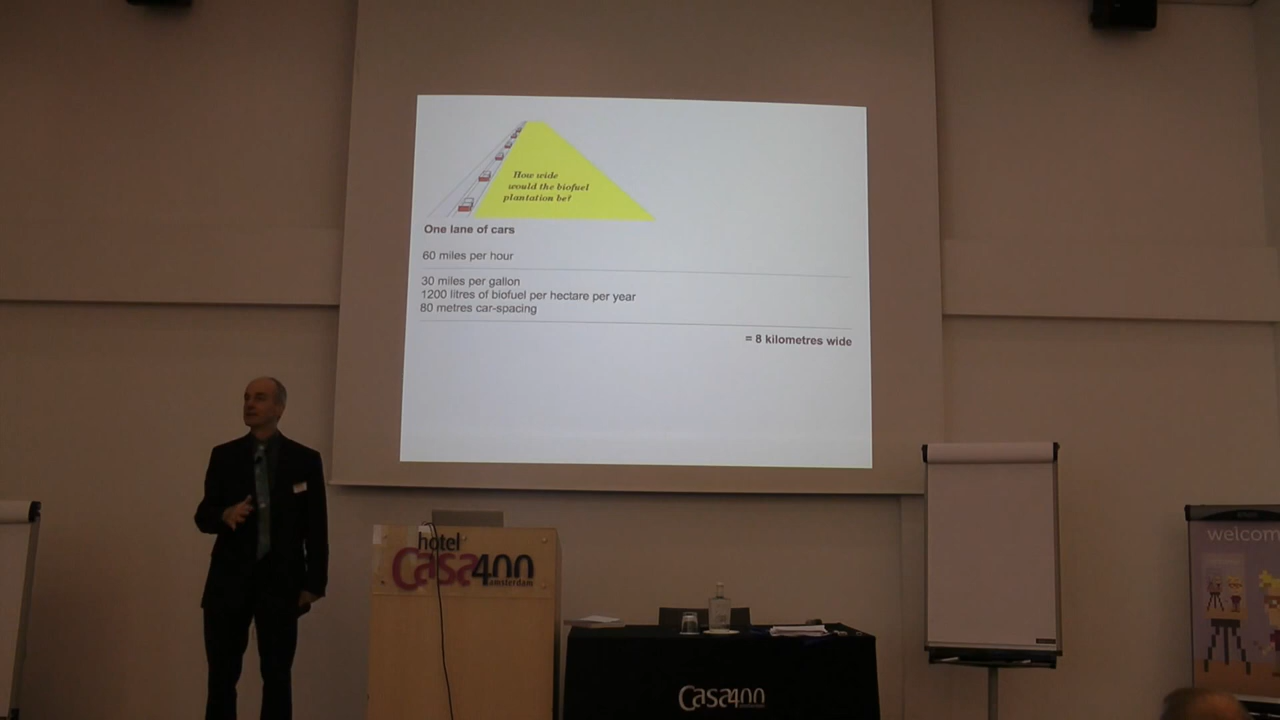 How wide
would the biofuel
plantation be?
One lane of cars
60 miles per hour
30 miles per gallon
1200 litres of biofuel per hectare per year
80 metres car-spacing
= 8 kilometres wide
hotel
Casa400
amsterdam
Casa400
welcom